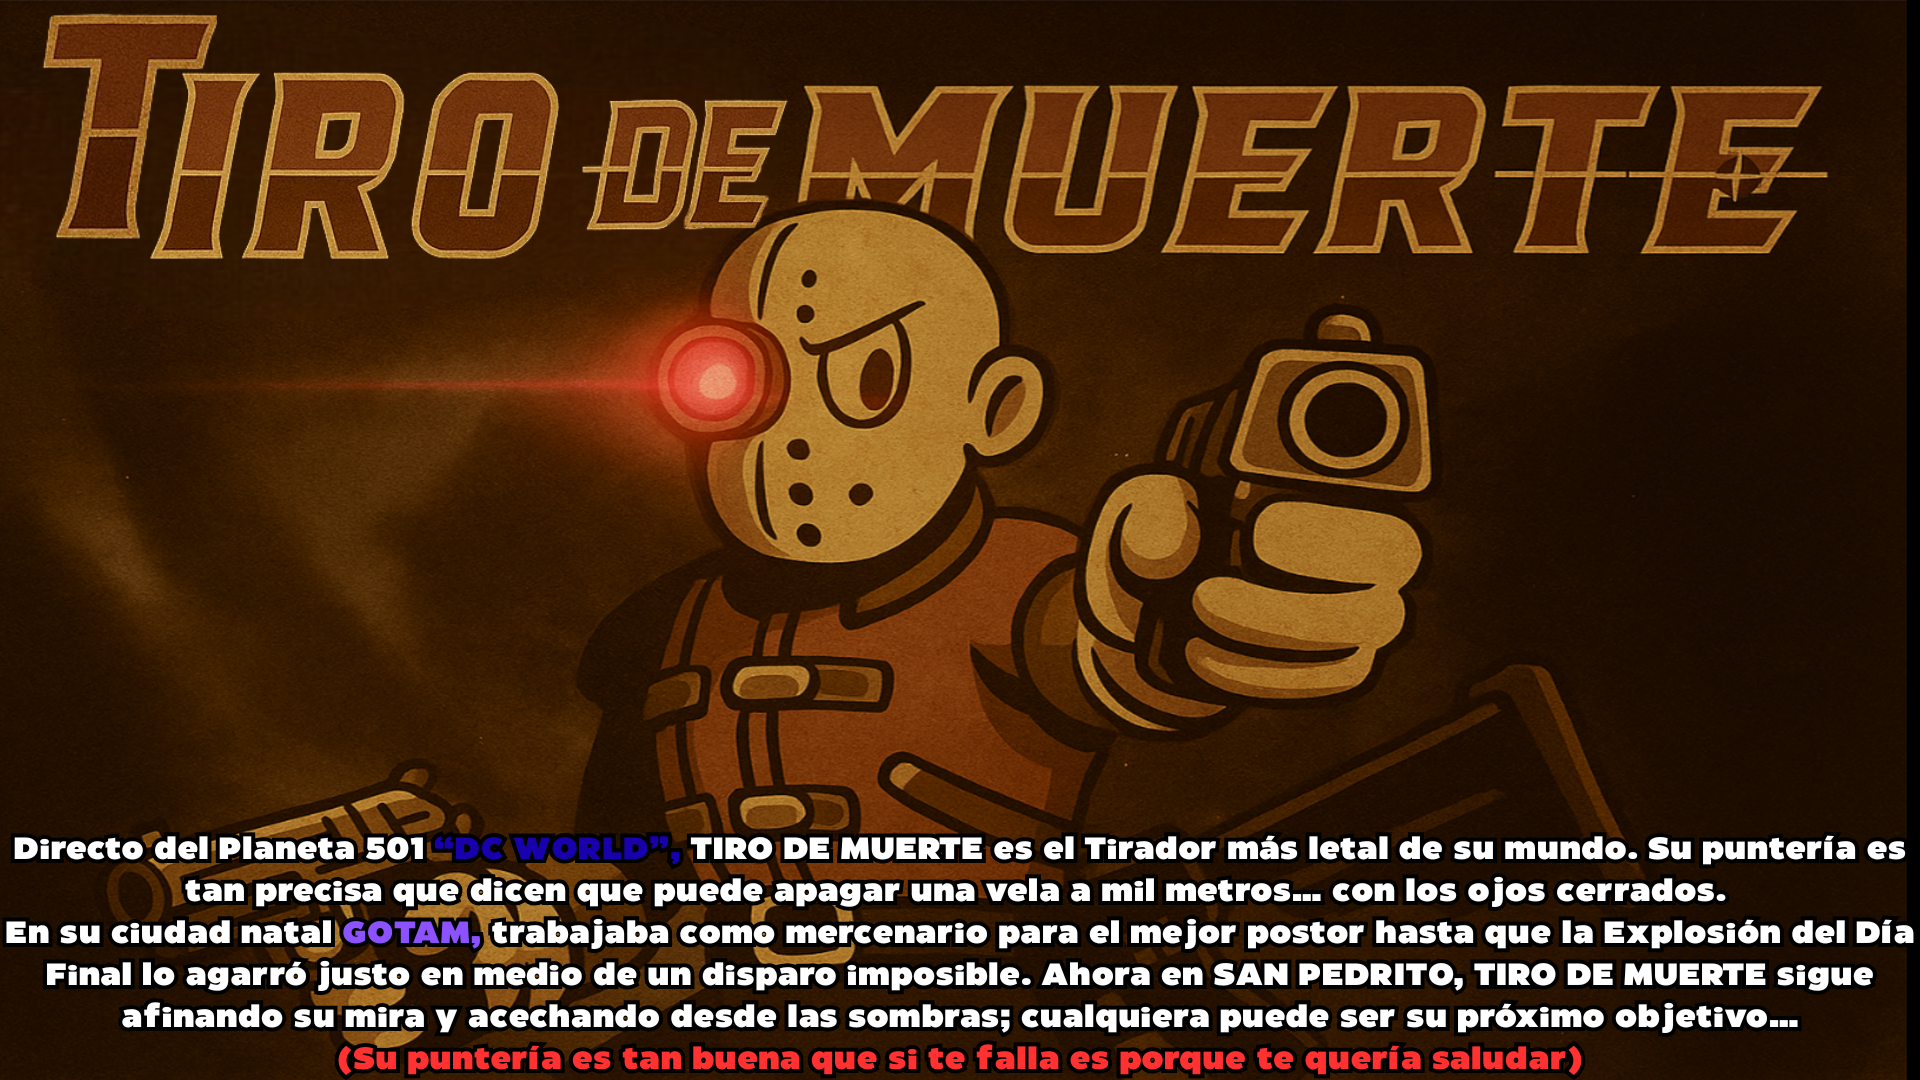 TIRO DE MUERTE
Directo del Planeta 501 “DC WORLD”, TIRO DE MUERTE es el Tirador más letal de su mundo. Su puntería es
tan precisa que dicen que puede apagar una vela a mil metros... con los ojos cerrados.
En su ciudad natal GOTAM, trabajaba como mercenario para el mejor postor hasta que la Explosión del Día
Final lo agarró justo en medio de un disparo imposible. Ahora en SAN PEDRITO, TIRO DE MUERTE sigue
afinando su mira y acechando desde las sombras; cualquiera puede ser su próximo objetivo...
(Su puntería es tan buena que si te falla es porque te quería saludar)